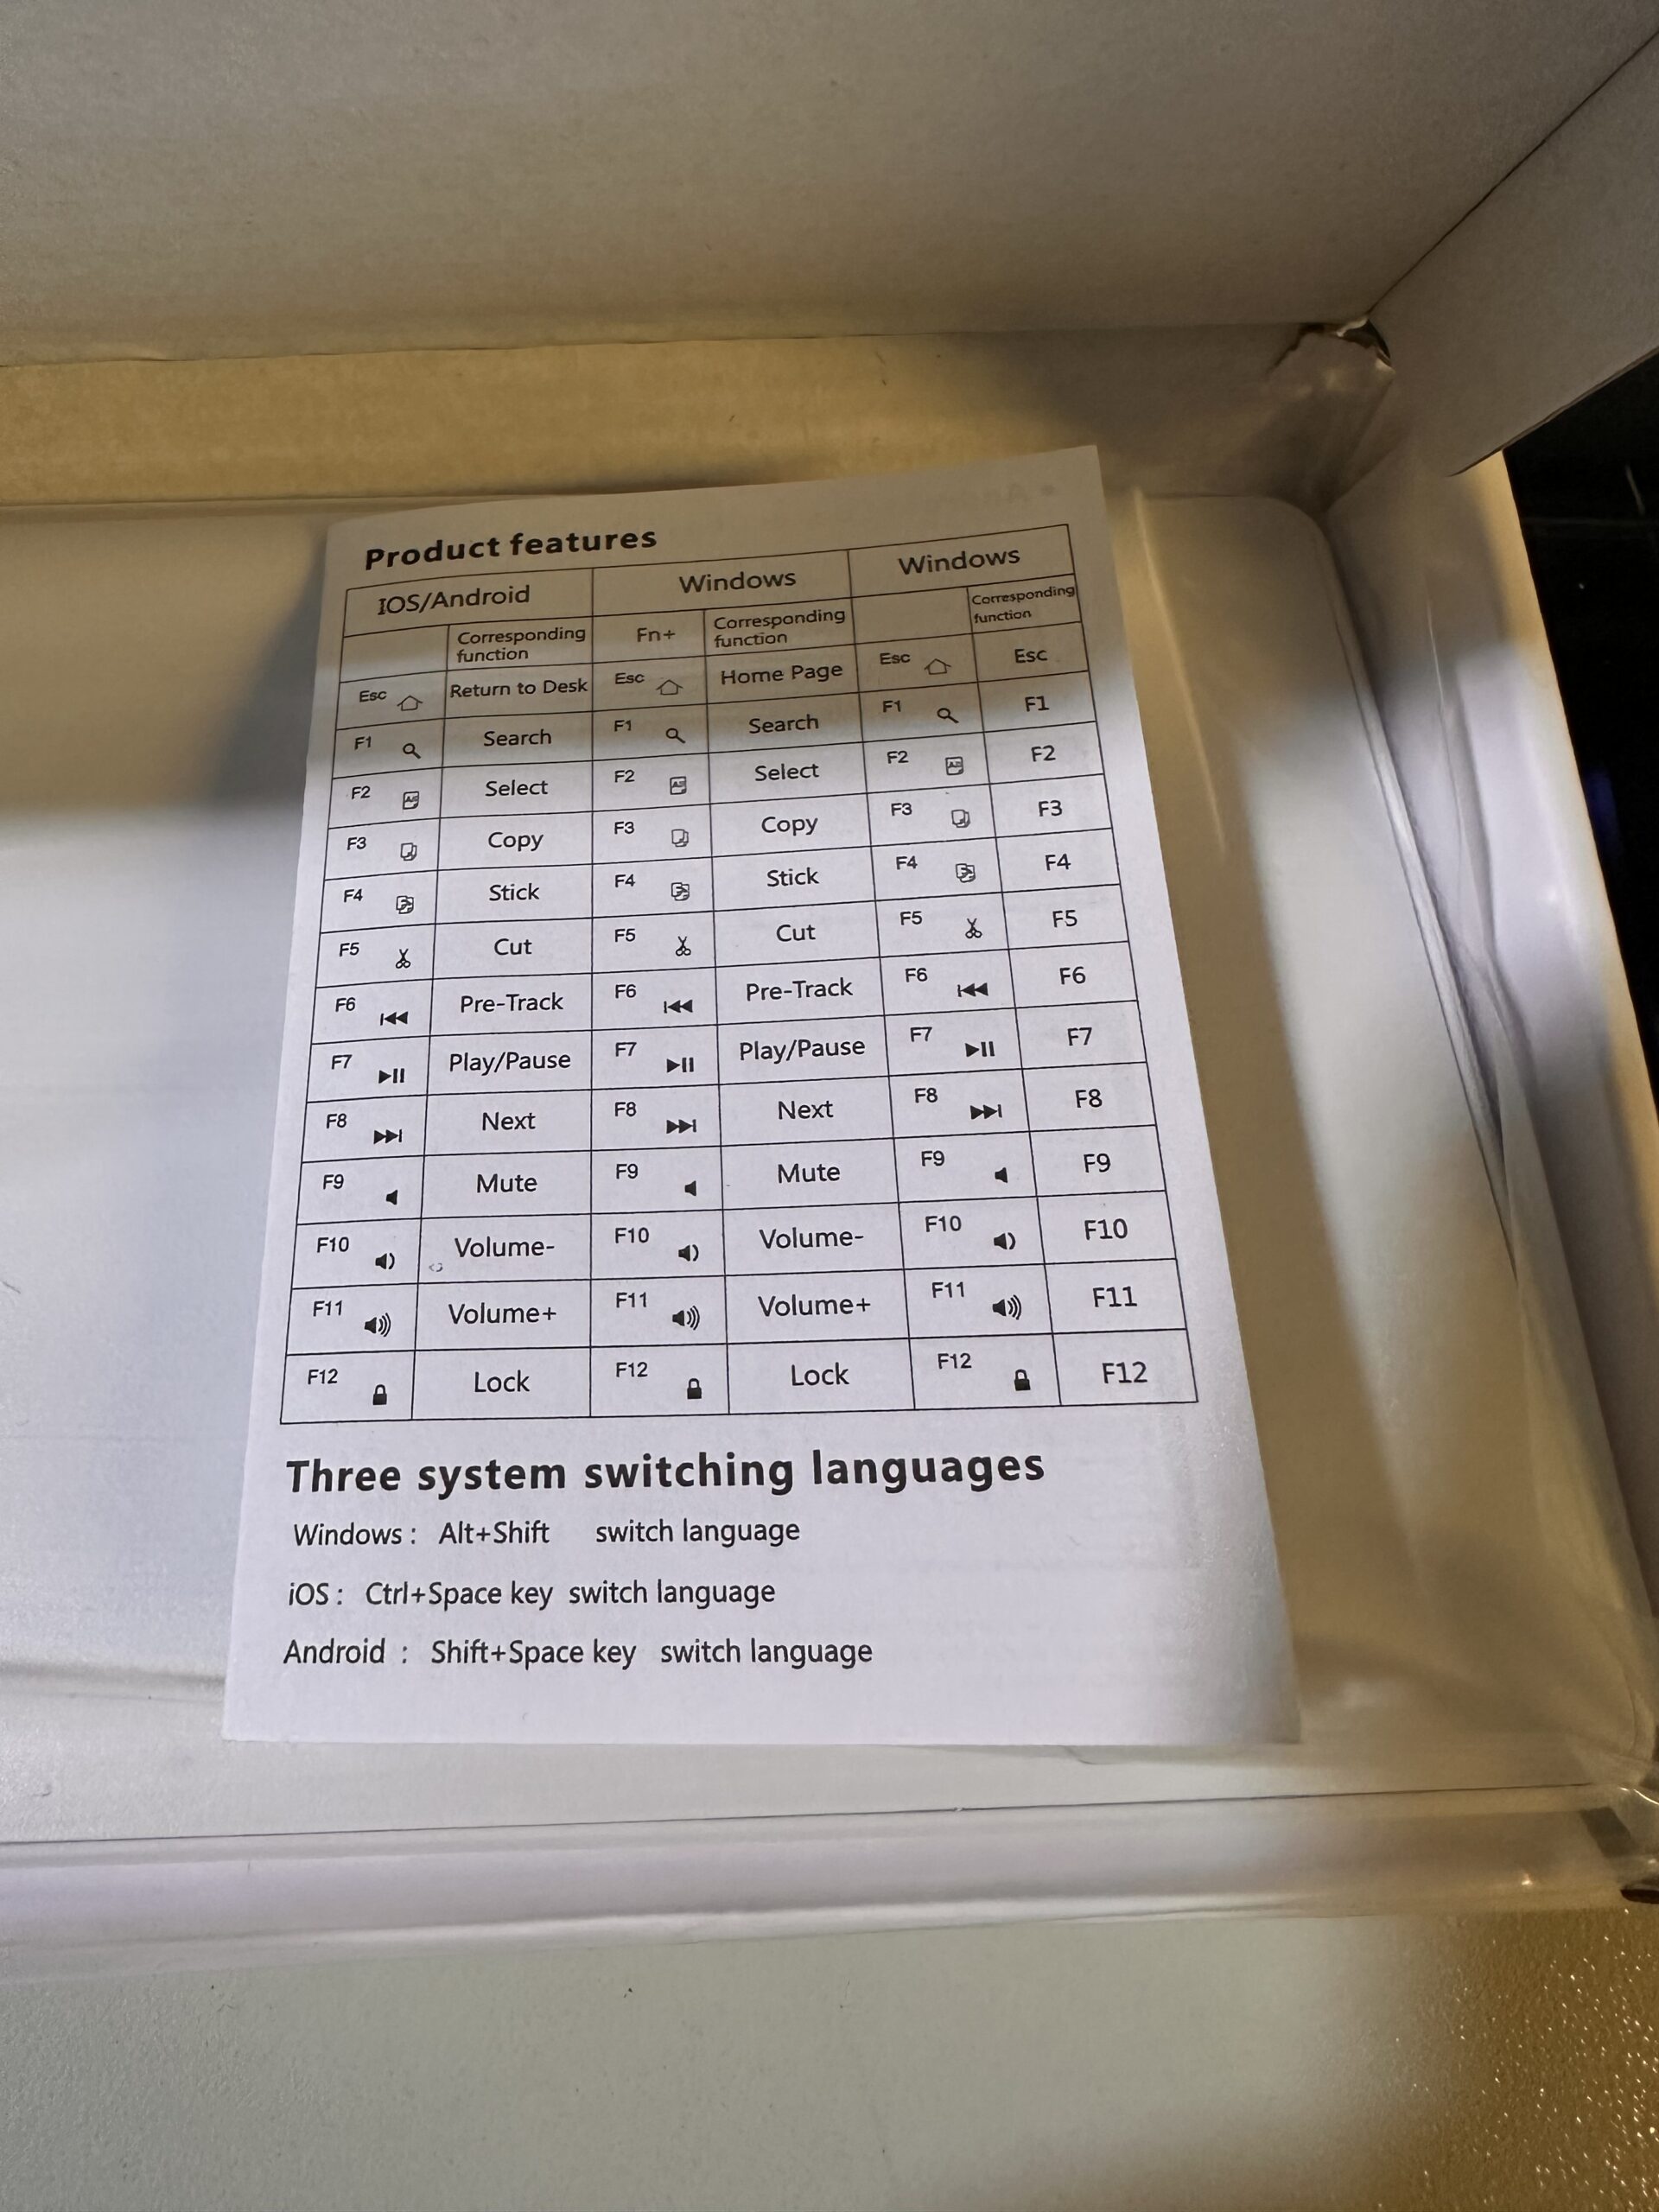 Product features
IOS/Android Windows Windows
Corresponding function Fn+ Corresponding function Corresponding function
Esc Return to Desk Esc Home Page Esc Esc
F1 Search F1 Search F1 F1
F2 Select F2 Select F2 F2
F3 Copy F3 Copy F3 F3
F4 Stick F4 Stick F4 F4
F5 Cut F5 Cut F5 F5
F6 Pre-Track F6 Pre-Track F6 F6
F7 Play/Pause F7 Play/Pause F7 F7
F8 Next F8 Next F8 F8
F9 Mute F9 Mute F9 F9
F10 Volume- F10 Volume- F10 F10
F11 Volume+ F11 Volume+ F11 F11
F12 Lock F12 Lock F12 F12
Three system switching languages
Windows : Alt+Shift switch language
iOS : Ctrl+Space key switch language
Android : Shift+Space key switch language